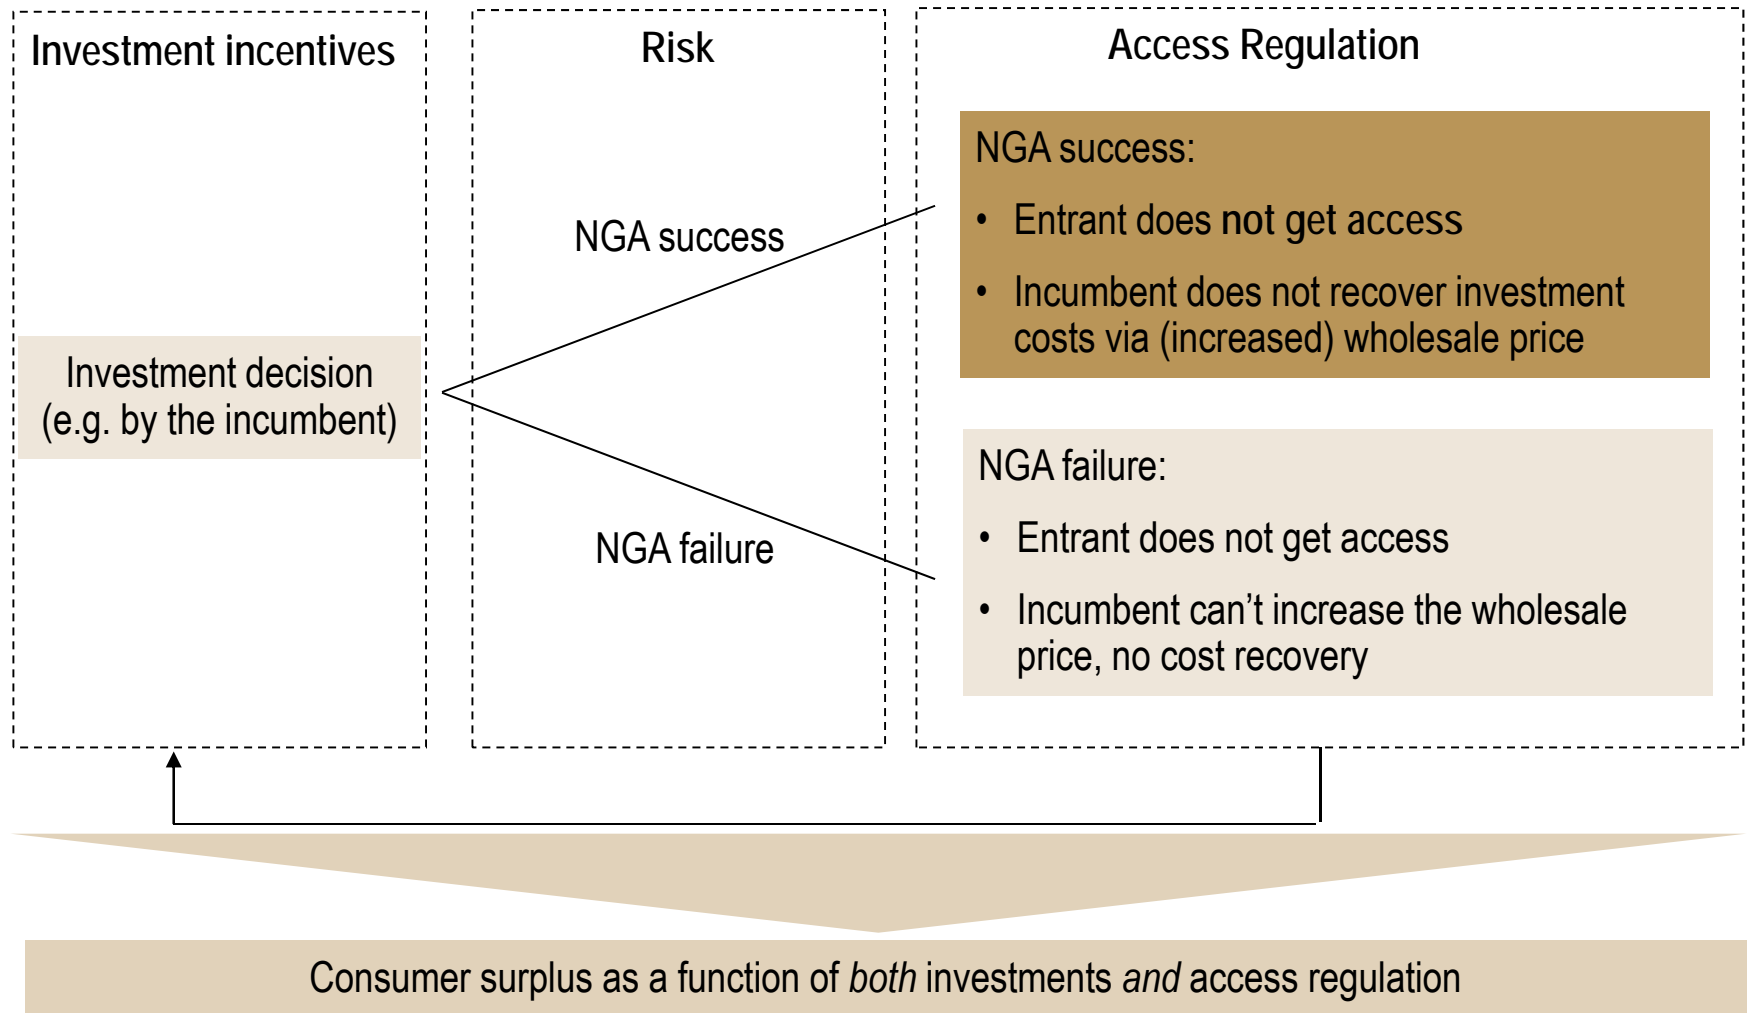 Investment incentives
Risk
Access Regulation
Investment decision
(e.g. by the incumbent)
NGA success
NGA failure
NGA success:
• Entrant does not get access
• Incumbent does not recover investment
costs via (increased) wholesale price
NGA failure:
• Entrant does not get access
• Incumbent can’t increase the wholesale
price, no cost recovery
Consumer surplus as a function of both investments and access regulation